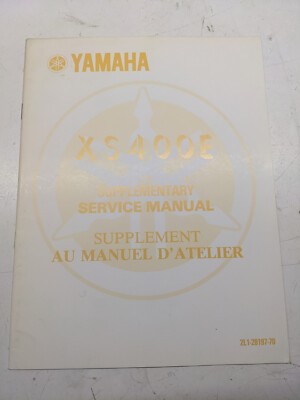 YAMAHA
XS400E
SUPPLEMENTARY
SERVICE MANUAL
SUPPLEMENT
AU MANUEL D'ATELIER